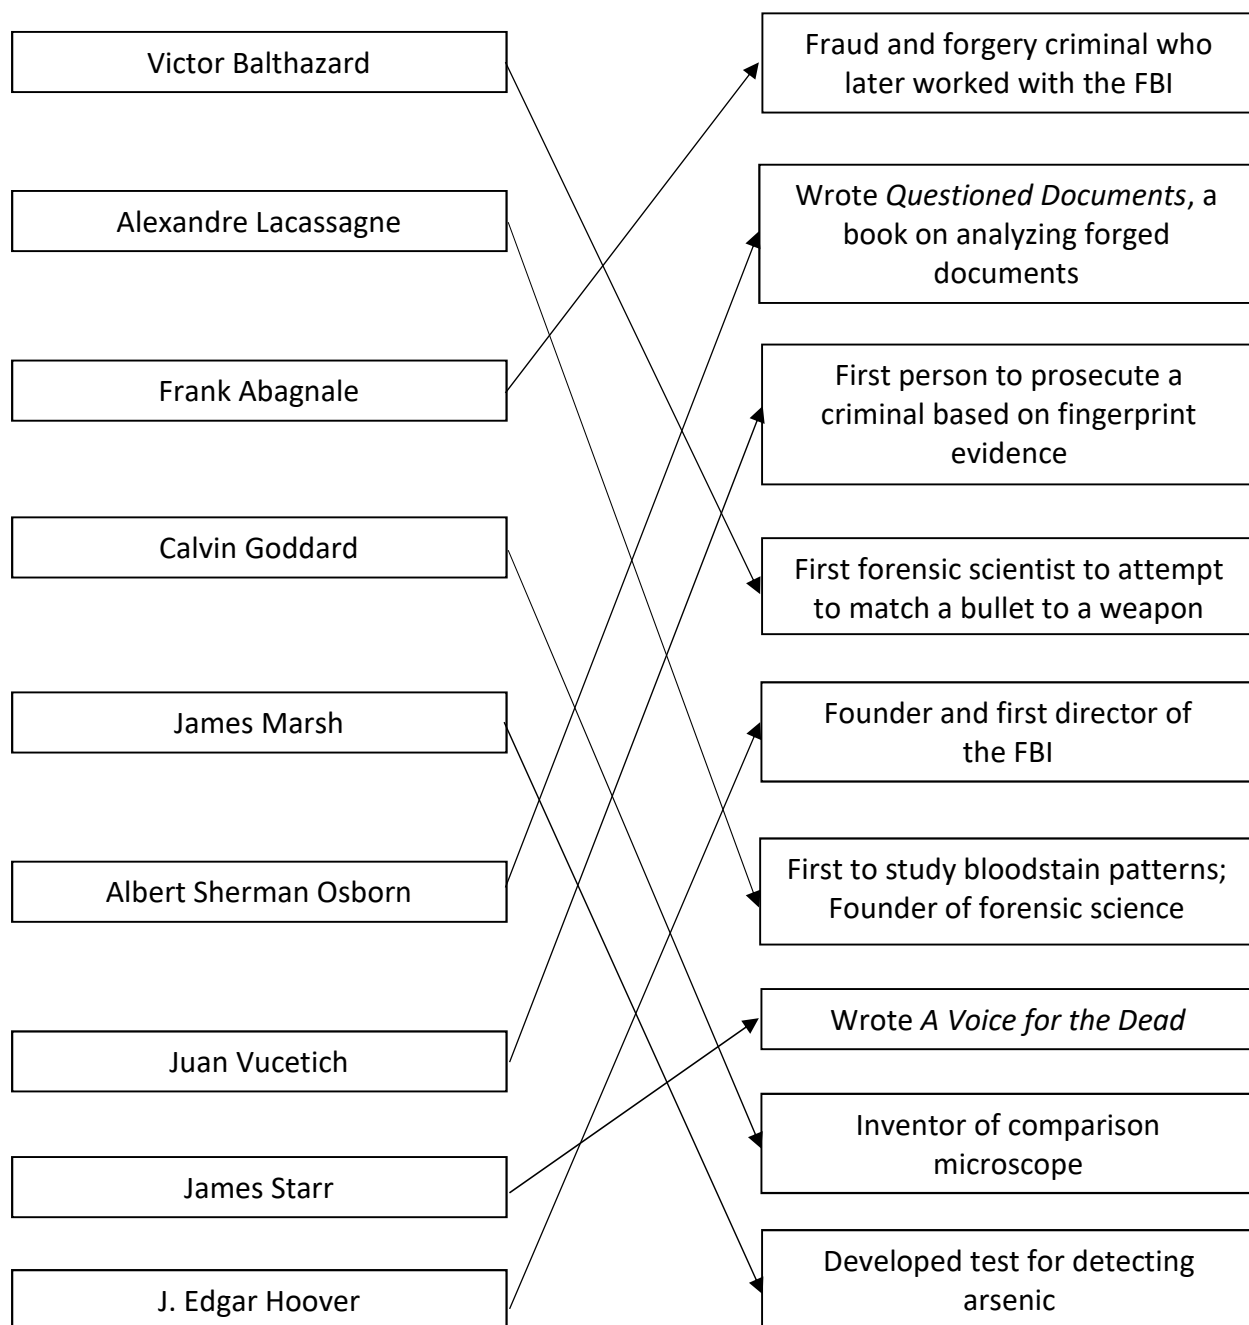 Victor Balthazard
Alexandre Lacassagne
Frank Abagnale
Calvin Goddard
James Marsh
Albert Sherman Osborn
Juan Vucetich
James Starr
J. Edgar Hoover
Fraud and forgery criminal who
later worked with the FBI
Wrote Questioned Documents, a
book on analyzing forged
documents
First person to prosecute a
criminal based on fingerprint
evidence
First forensic scientist to attempt
to match a bullet to a weapon
Founder and first director of
the FBI
First to study bloodstain patterns;
Founder of forensic science
Wrote A Voice for the Dead
Inventor of comparison
microscope
Developed test for detecting
arsenic